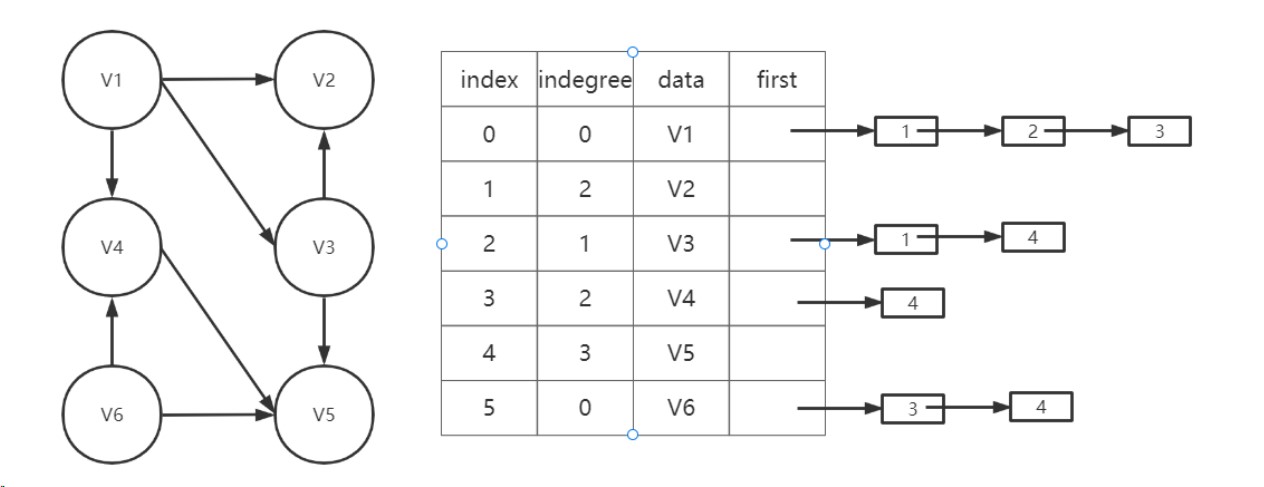 V1
V2
V4
V3
V6
V5
index indegree data first
0 0 V1 1 2 3
1 2 V2
2 1 V3 1 4
3 2 V4 4
4 3 V5
5 0 V6 3 4